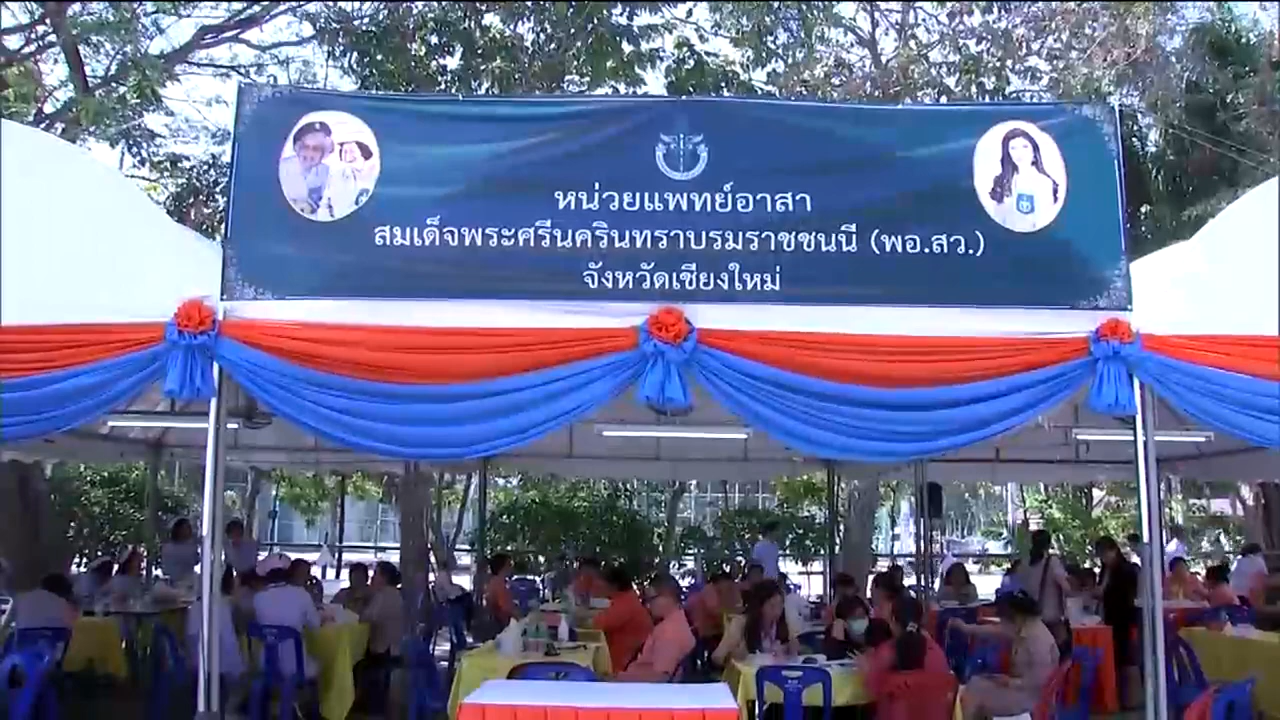 หน่วยแพทย์อาสา
สมเด็จพระศรีนครินทราบรมราชชนนี (พอ.สว.)
จังหวัดเชียงใหม่